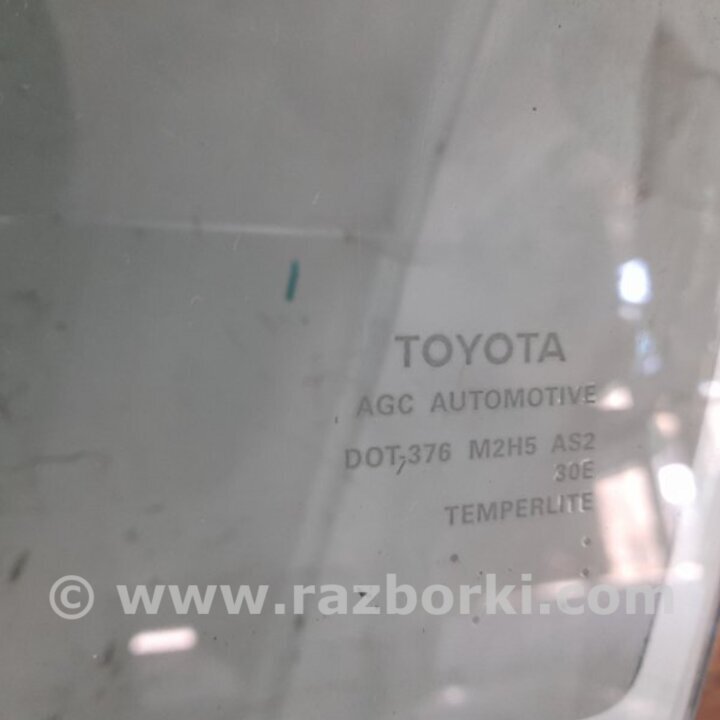 TOYOTA
AGC AUTOMOTIVE
DOT-376 M2H5 AS2
30E
TEMPERLITE
© www.razborki.com